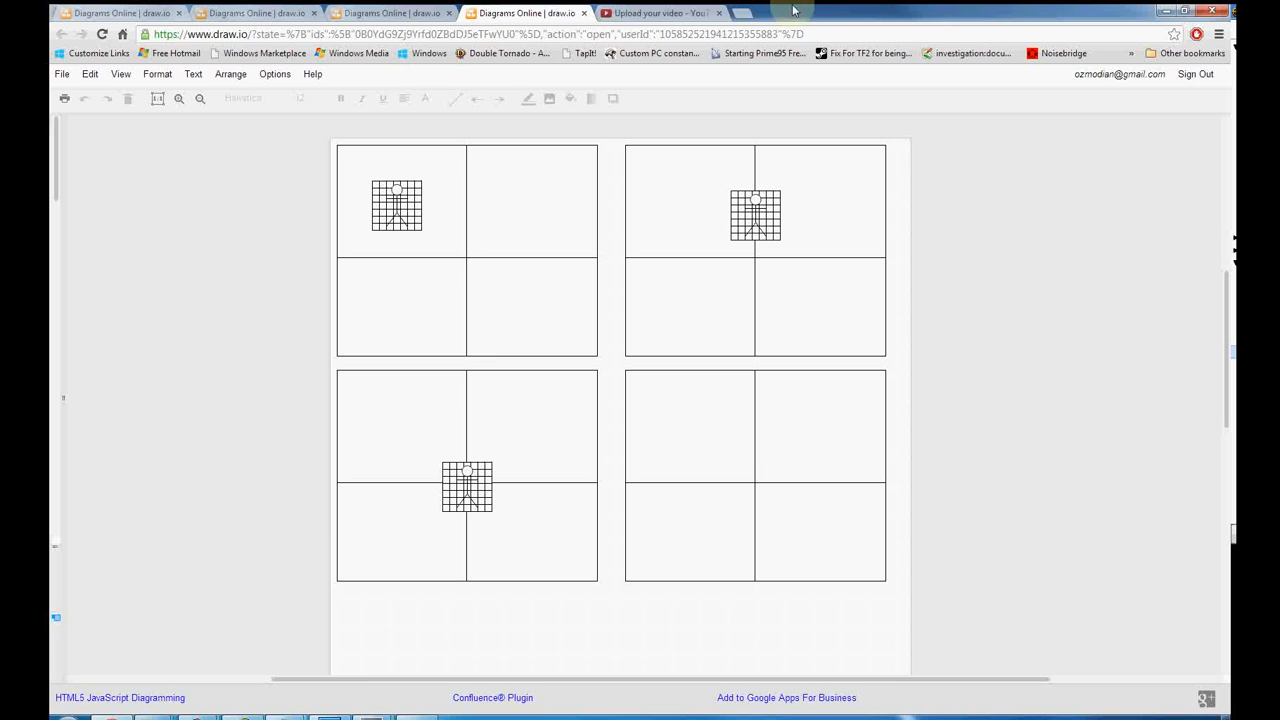 Diagrams Online | draw.io
Diagrams Online | draw.io
Diagrams Online | draw.io
Diagrams Online | draw.io
Upload your video - You
https://www.draw.io/?state=%7B"ids":%5B"0B0YdG9Zj9Yrfd0ZBdDJ5eTFwYU0"%5D,"action":"open","userId":"105852521941215355883"%7D
Customize Links
Free Hotmail
Windows Marketplace
Windows Media
Windows
Double Tornado - A...
TapIt!
Custom PC constan...
Starting Prime95 Fre...
Fix For TF2 for being...
investigation:docu...
Noisebridge
»
Other bookmarks
File Edit View Format Text Arrange Options Help
ozmodian@gmail.com Sign Out
1:1
Helvetica
12
B I U A
HTML5 JavaScript Diagramming
Confluence® Plugin
Add to Google Apps For Business
g+